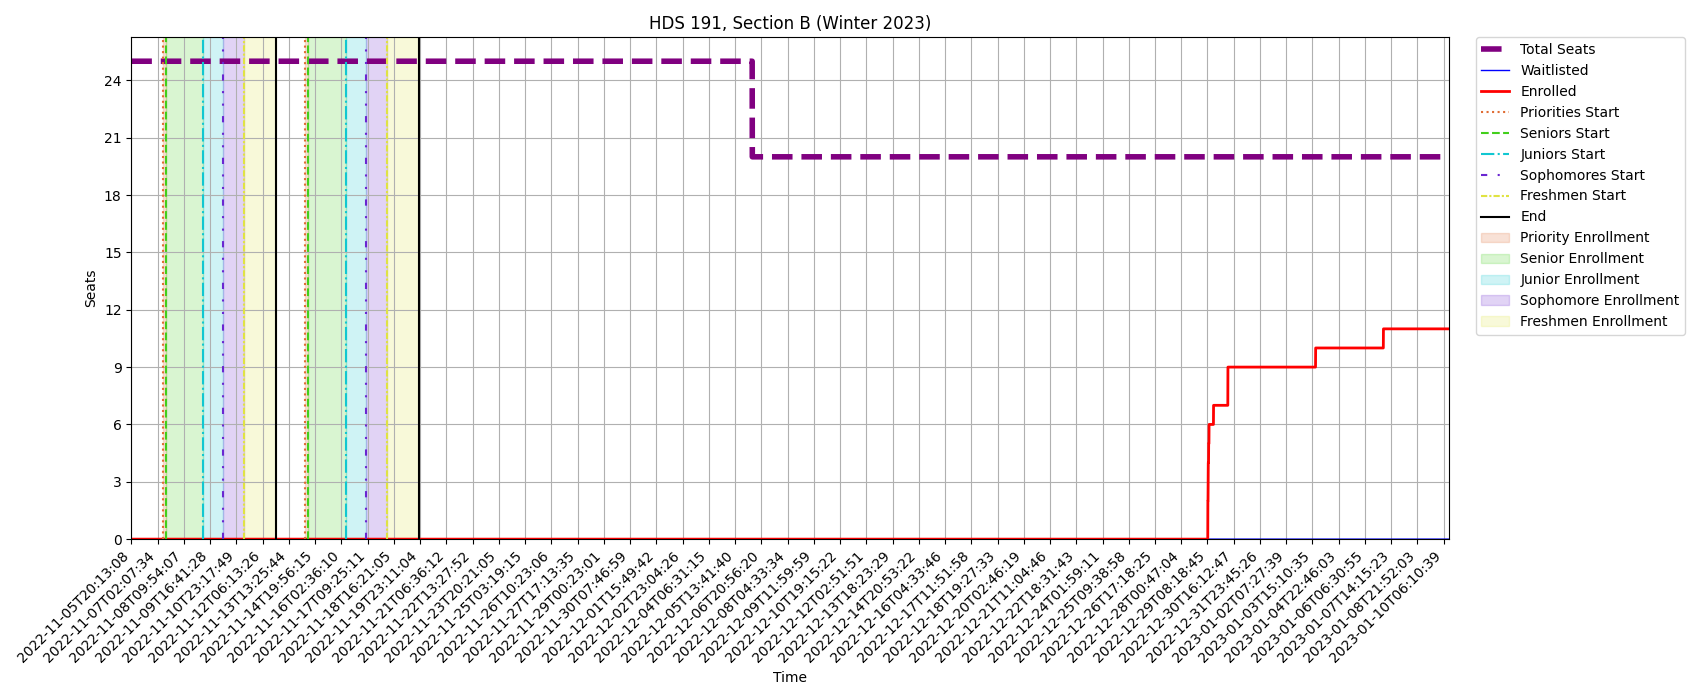 HDS 191, Section B (Winter 2023)
Seats
24
21
18
15
12
9
6
3
0
2022-11-05T20:13:08
2022-11-07T02:07:34
2022-11-08T09:54:07
2022-11-09T16:41:28
2022-11-10T23:17:49
2022-11-12T06:13:26
2022-11-13T13:25:44
2022-11-14T19:56:15
2022-11-16T02:36:10
2022-11-17T09:25:11
2022-11-18T16:21:05
2022-11-19T23:11:04
2022-11-21T06:36:12
2022-11-22T13:27:52
2022-11-23T20:21:05
2022-11-25T03:19:15
2022-11-26T10:23:06
2022-11-27T17:13:35
2022-11-29T00:23:01
2022-11-30T07:46:59
2022-12-01T15:49:42
2022-12-02T23:04:26
2022-12-04T06:31:15
2022-12-05T13:41:40
2022-12-06T20:56:20
2022-12-08T04:33:34
2022-12-09T11:59:59
2022-12-10T19:15:22
2022-12-12T02:51:51
2022-12-13T18:23:29
2022-12-14T20:53:22
2022-12-16T04:33:46
2022-12-17T11:51:58
2022-12-18T19:27:33
2022-12-20T02:46:19
2022-12-21T11:04:46
2022-12-22T18:31:43
2022-12-24T01:59:11
2022-12-25T09:38:58
2022-12-26T17:18:25
2022-12-28T00:47:04
2022-12-29T08:18:45
2022-12-30T16:12:47
2022-12-31T23:45:26
2023-01-02T07:27:39
2023-01-03T15:10:35
2023-01-04T22:46:03
2023-01-06T06:30:55
2023-01-07T14:15:23
2023-01-08T21:52:03
2023-01-10T06:10:39
Time
Total Seats
Waitlisted
Enrolled
Priorities Start
Seniors Start
Juniors Start
Sophomores Start
Freshmen Start
End
Priority Enrollment
Senior Enrollment
Junior Enrollment
Sophomore Enrollment
Freshmen Enrollment